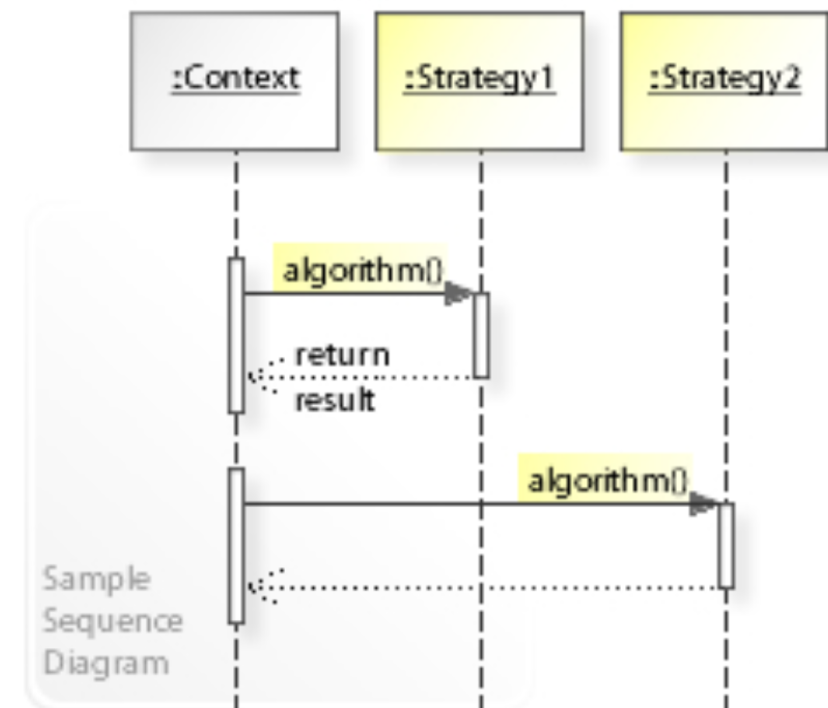 :Context
:Strategy1
:Strategy2
algorithm()
return
result
algorithm()
Sample
Sequence
Diagram